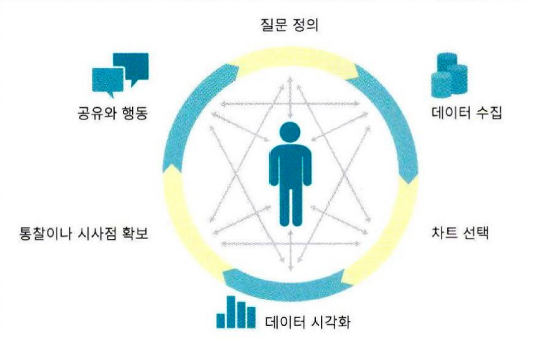 질문 정의
공유와 행동
데이터 수집
통찰이나 시사점 확보
차트 선택
데이터 시각화